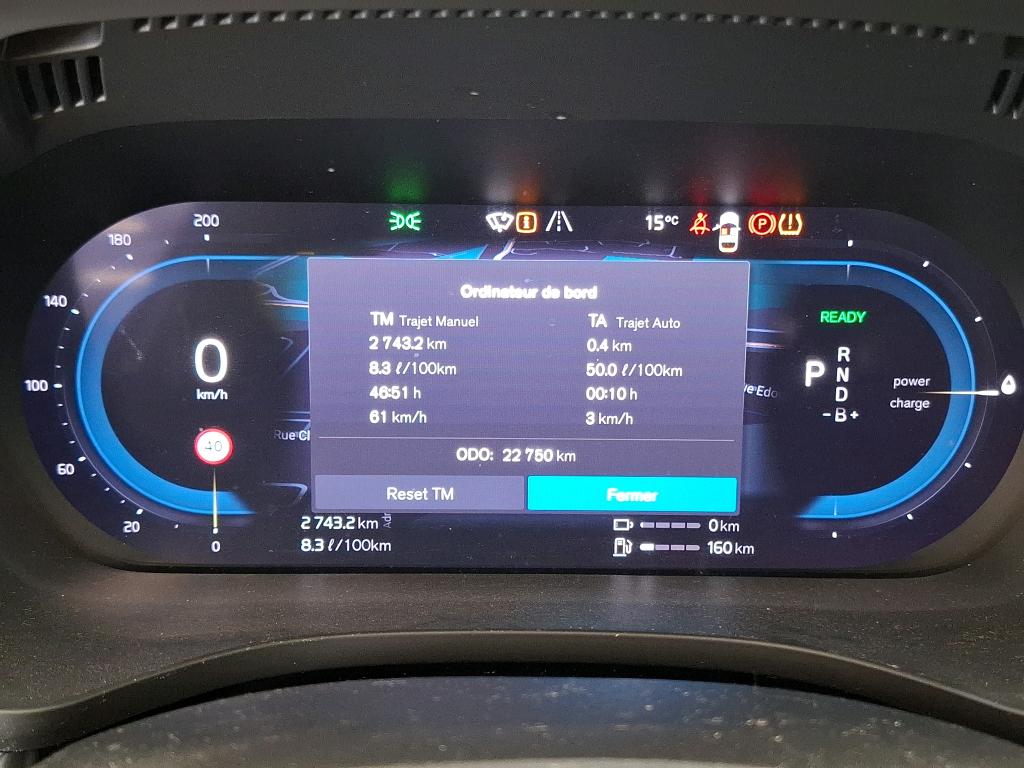 200
180
140
100
60
20
0
15°C
P
0
km/h
40
Ordinateur de bord
TM Trajet Manuel
TA Trajet Auto
2 743.2 km
0.4 km
8.3 ℓ/100km
50.0 ℓ/100km
46:51 h
00:10 h
61 km/h
3 km/h
ODO: 22 750 km
Reset TM
Fermer
READY
P
R
N
D
-B+
power
charge
Rue
2 743.2 km
8.3 ℓ/100km
0 km
160 km